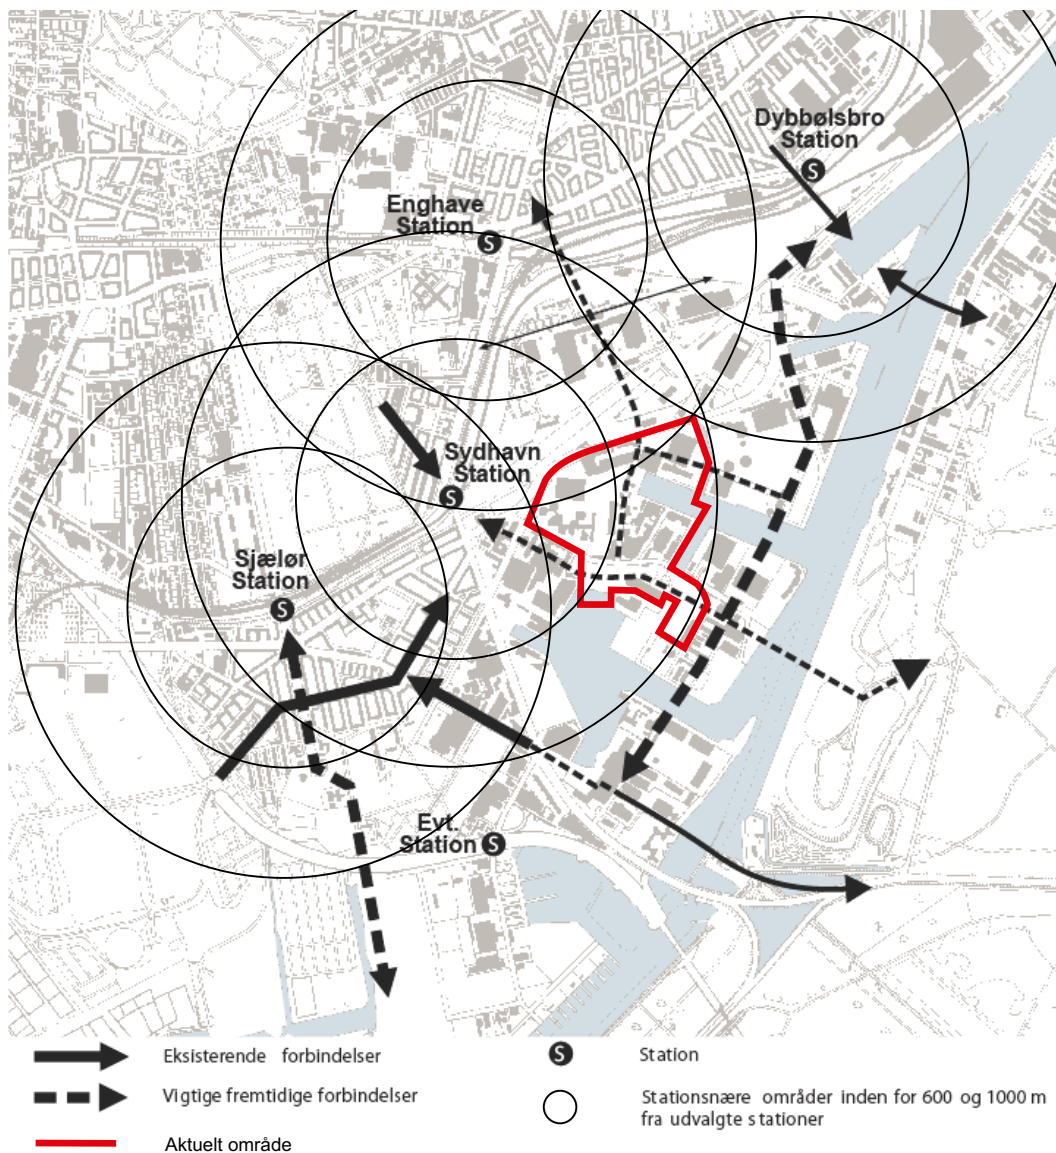 Dybbølsbro
Station
S
Enghave
Station
S
Sydhavn
Station
S
Sjælør
Station
S
Evt.
Station
S
Eksisterende forbindelser
Vigtige fremtidige forbindelser
Aktuelt område
S
Station
Stationsnære områder inden for 600 og 1000 m
fra udvalgte stationer